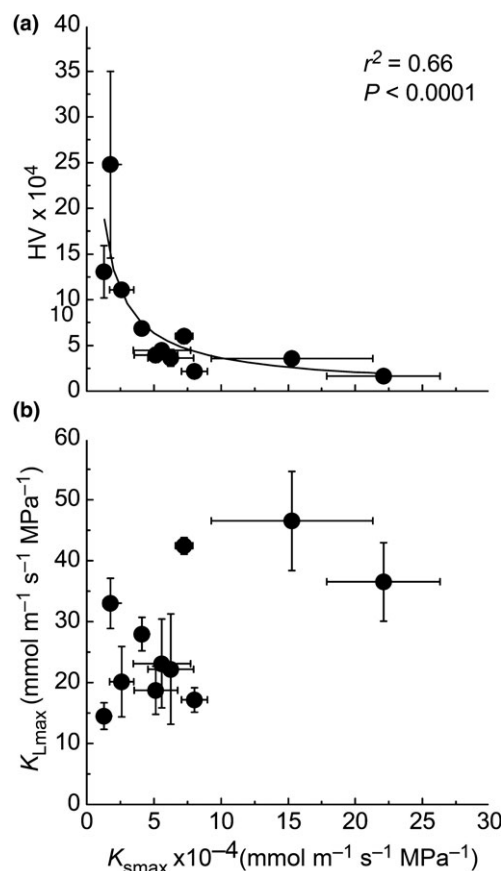 (a)
40
35
30
25
20
15
10
10
5
0
HV x 10⁴
r² = 0.66
P < 0.0001
(b)
60
50
40
30
20
10
0
K_Lmax (mmol m⁻¹ s⁻¹ MPa⁻¹)
0 5 10 15 20 25 30
K_smax x10⁻⁴ (mmol m⁻¹ s⁻¹ MPa⁻¹)